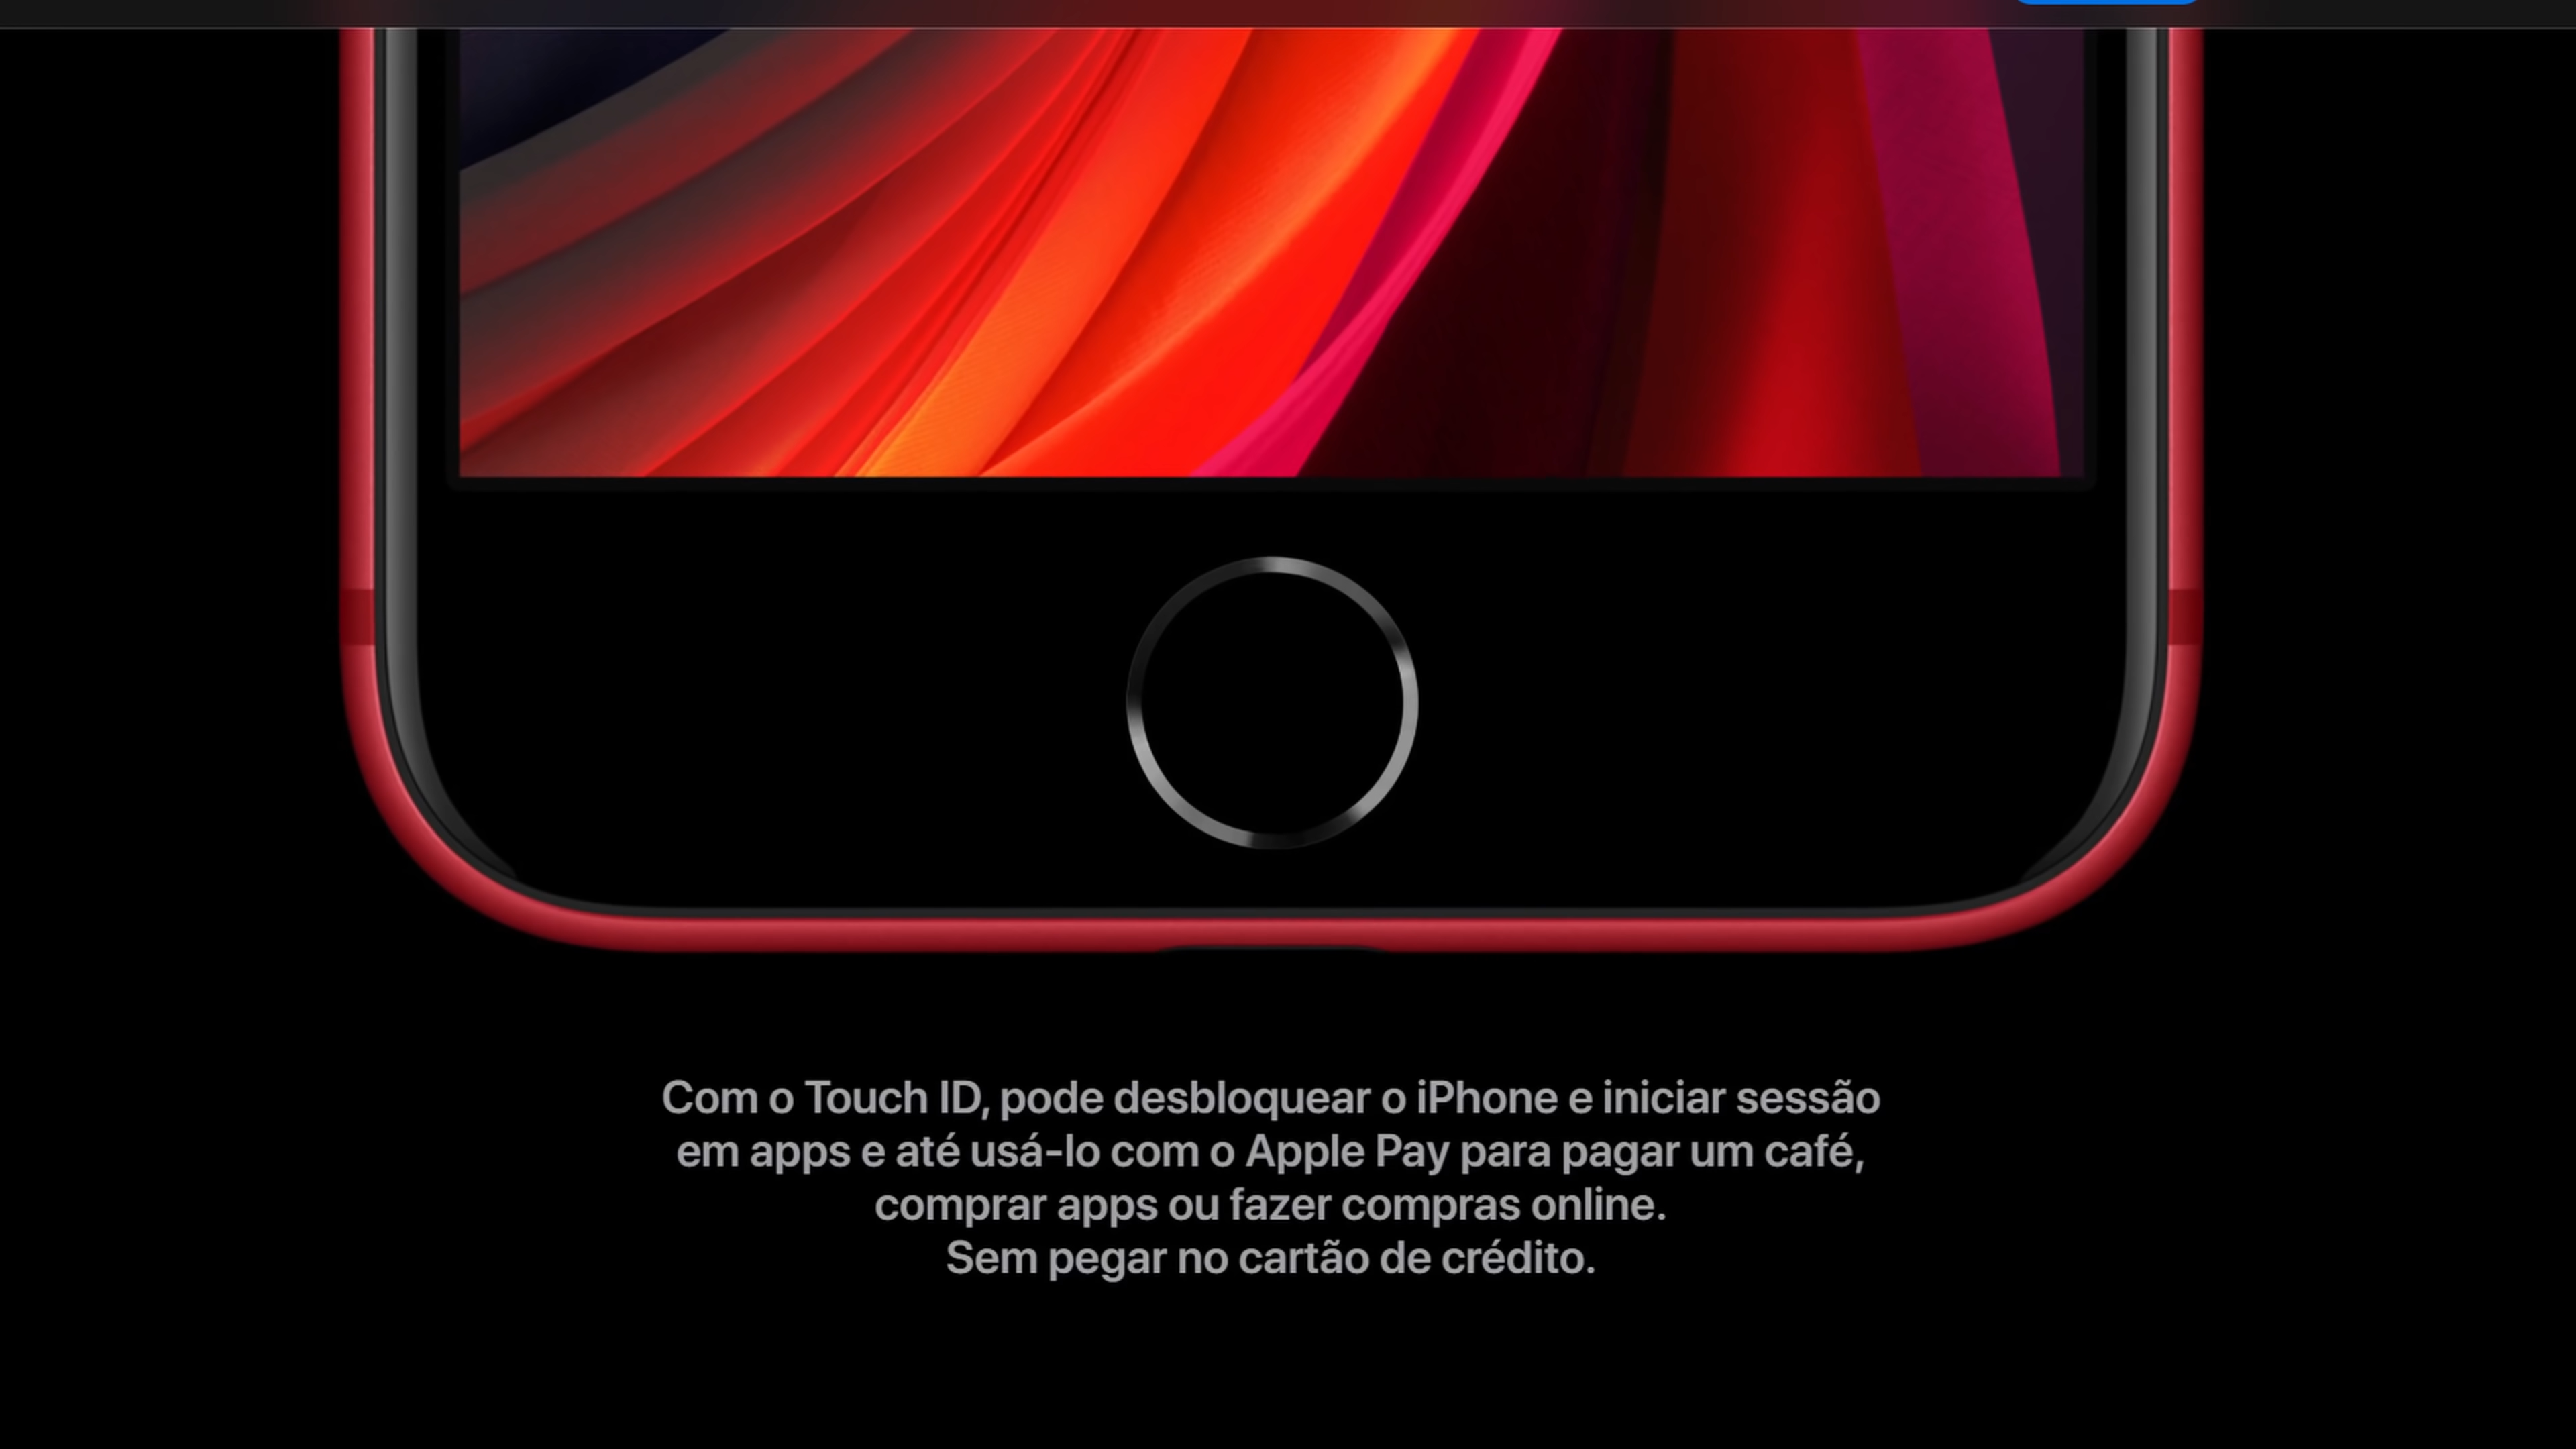 Com o Touch ID, pode desbloquear o iPhone e iniciar sessão
em apps e até usá-lo com o Apple Pay para pagar um café,
comprar apps ou fazer compras online.
Sem pegar no cartão de crédito.